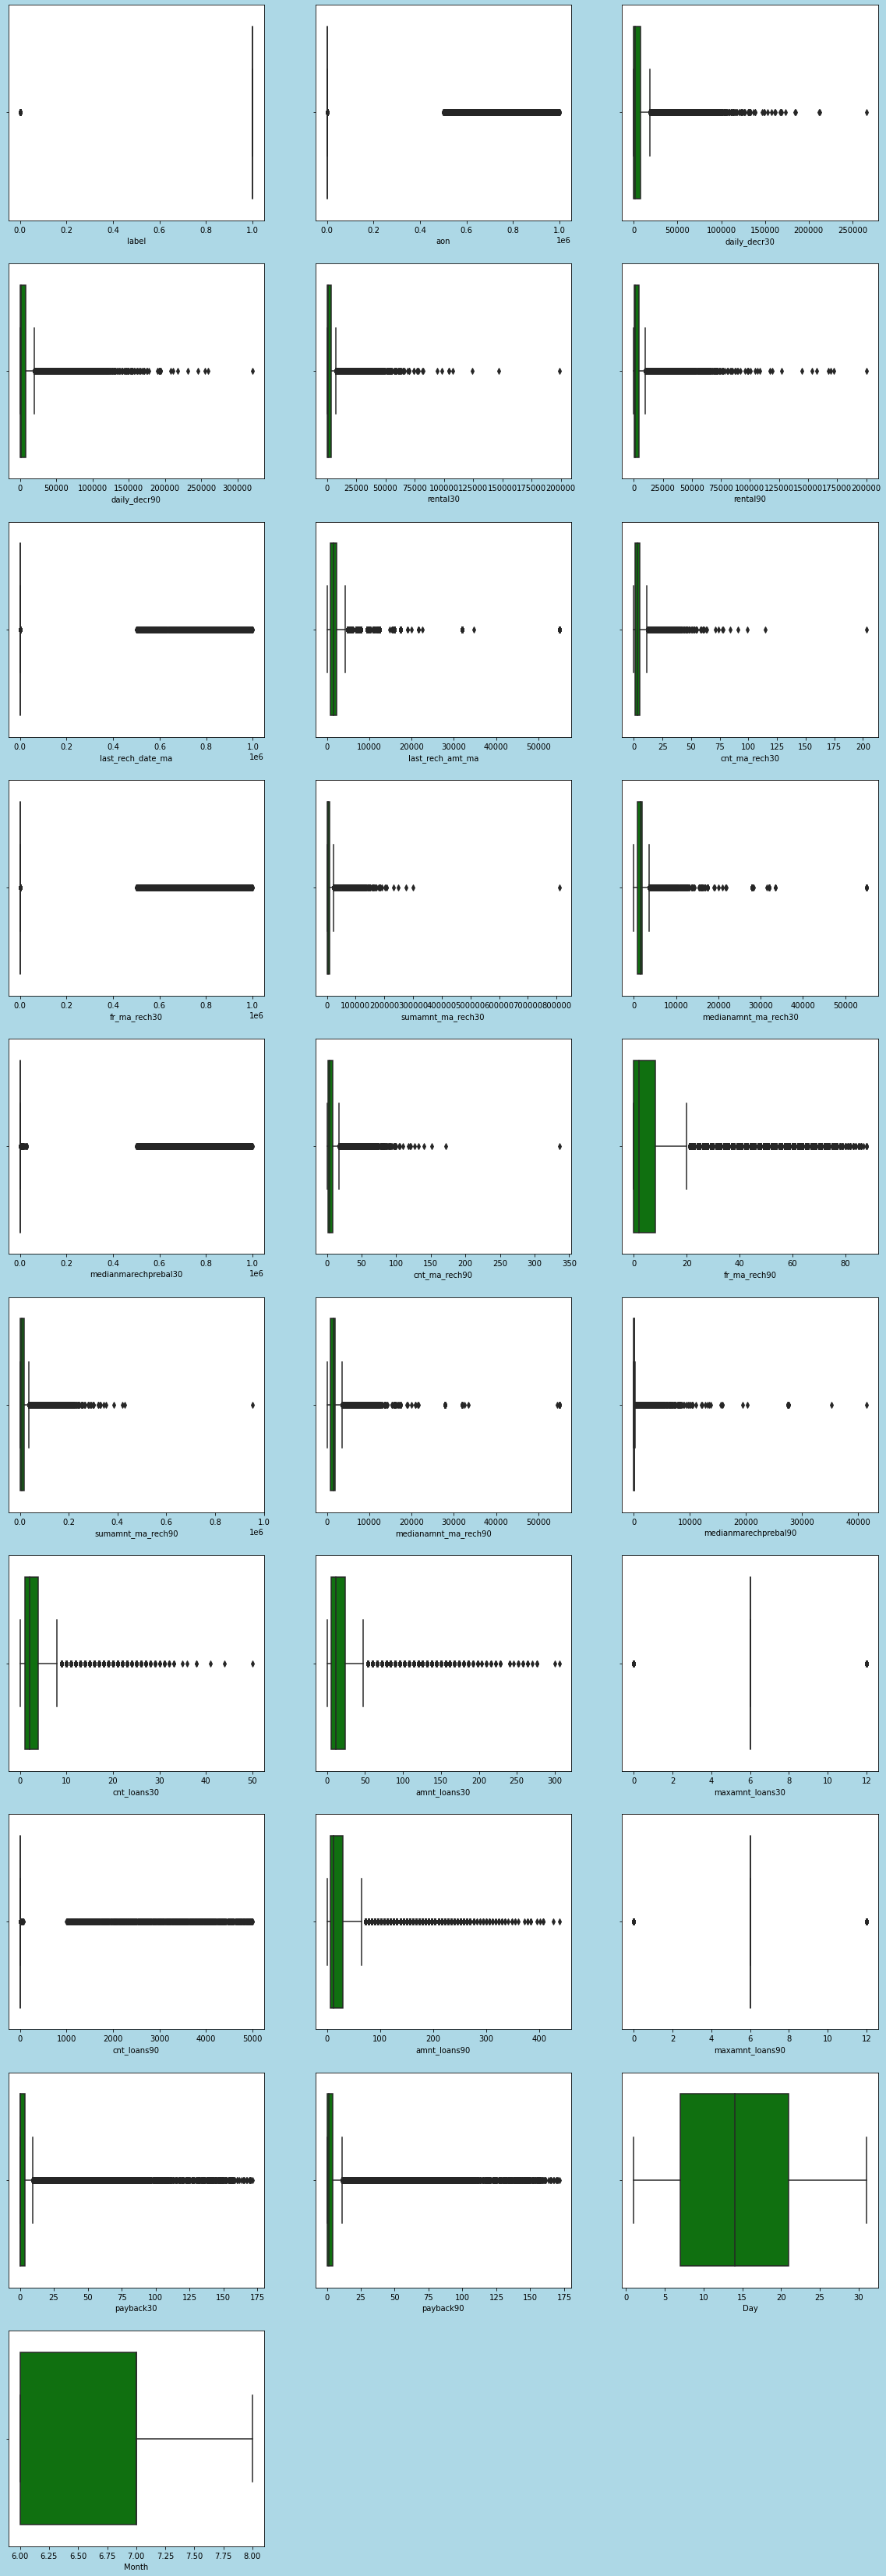 0.0 0.2 0.4 0.6 0.8 1.0
label
0.0 0.2 0.4 0.6 0.8 1.0
1e6
aon
0 50000 100000 150000 200000 250000
daily_decr30
0 50000 100000 150000 200000 250000 300000
daily_decr90
0 25000 50000 75000 100000 125000 150000 175000 200000
rental30
0 25000 50000 75000 100000 125000 150000 175000 200000
rental90
0.0 0.2 0.4 0.6 0.8 1.0
1e6
last_rech_date_ma
0 10000 20000 30000 40000 50000
last_rech_amt_ma
0 25 50 75 100 125 150 175 200
cnt_ma_rech30
0.0 0.2 0.4 0.6 0.8 1.0
1e6
fr_ma_rech30
0 100000 200000 300000 400000 500000 600000 700000 800000
sumamnt_ma_rech30
0 10000 20000 30000 40000 50000
medianamnt_ma_rech30
0.0 0.2 0.4 0.6 0.8 1.0
1e6
medianmarechprebal30
0 50 100 150 200 250 300 350
cnt_ma_rech90
0 20 40 60 80
fr_ma_rech90
0.0 0.2 0.4 0.6 0.8 1.0
1e6
sumamnt_ma_rech90
0 10000 20000 30000 40000 50000
medianamnt_ma_rech90
0 10000 20000 30000 40000
medianmarechprebal90
0 10 20 30 40 50
cnt_loans30
0 50 100 150 200 250 300
amnt_loans30
0 2 4 6 8 10 12
maxamnt_loans30
0 1000 2000 3000 4000 5000
cnt_loans90
0 100 200 300 400
amnt_loans90
0 2 4 6 8 10 12
maxamnt_loans90
0 25 50 75 100 125 150 175
payback30
0 25 50 75 100 125 150 175
payback90
0 5 10 15 20 25 30
Day
6.00 6.25 6.50 6.75 7.00 7.25 7.50 7.75 8.00
Month